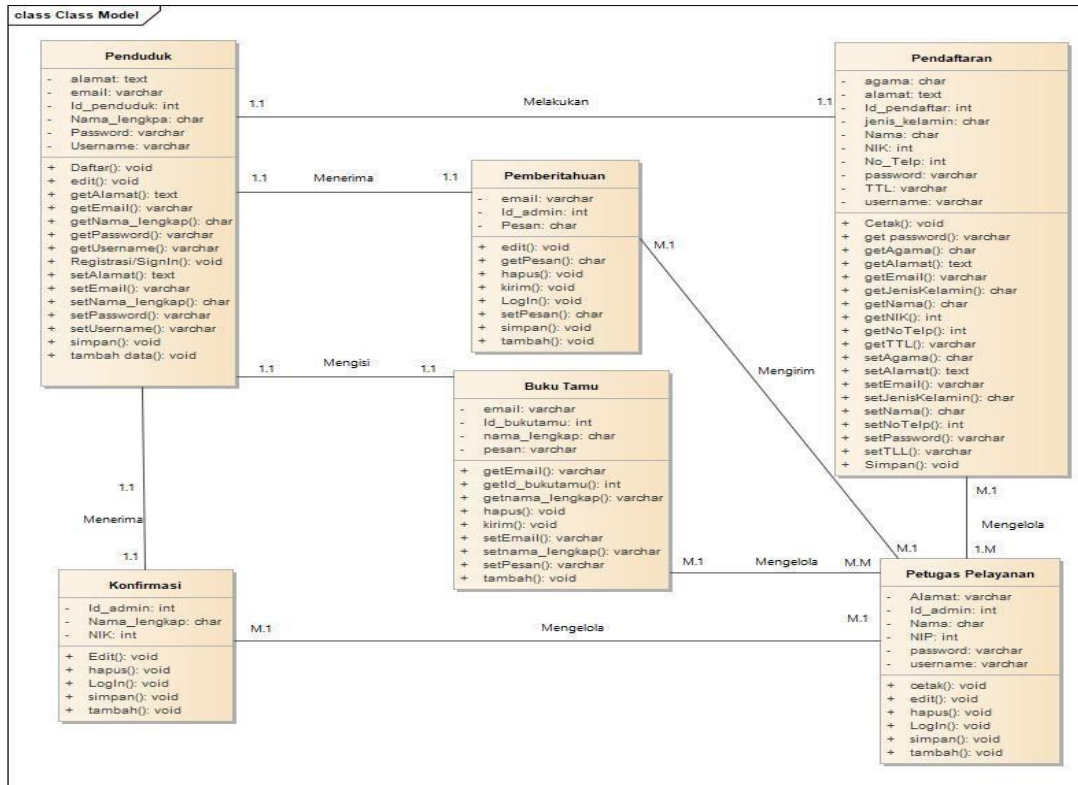 class Class Model
Penduduk
- alamat: text
- email: varchar
- Id_penduduk: int
- Nama_lengkpa: char
- Password: varchar
- Username: varchar
+ Daftar(): void
+ edit(): void
+ getAlamat(): text
+ getEmail(): varchar
+ getNama_lengkap(): char
+ getPassword(): varchar
+ getUsername(): varchar
+ Registrasi/SignIn(): void
+ setAlamat(): text
+ setEmail(): varchar
+ setNama_lengkap(): char
+ setPassword(): varchar
+ setUsername(): varchar
+ simpan(): void
+ tambah data(): void
1.1
Melakukan
1.1
1.1
Menerima
1.1
1.1
Mengisi
1.1
1.1
Menerima
1.1
Pemberitahuan
- email: varchar
- Id_admin: int
- Pesan: char
+ edit(): void
+ getPesan(): char
+ hapus(): void
+ kirim(): void
+ LogIn(): void
+ setPesan(): char
+ simpan(): void
+ tambah(): void
M.1
Mengirim
M.1
Pendaftaran
- agama: char
- alamat: text
- Id_pendaftar: int
- jenis_kelamin: char
- Nama: char
- NIK: int
- No_Telp: int
- password: varchar
- TTL: varchar
- username: varchar
+ Cetak(): void
+ get password(): varchar
+ getAgama(): char
+ getAlamat(): text
+ getEmail(): varchar
+ getJenisKelamin(): char
+ getNama(): char
+ getNIK(): int
+ getNoTelp(): int
+ getTTL(): varchar
+ setAgama(): char
+ setAlamat(): text
+ setEmail(): varchar
+ setJenisKelamin(): char
+ setNama(): char
+ setNoTelp(): int
+ setPassword(): varchar
+ setTLL(): varchar
+ Simpan(): void
M.1
Mengelola
1.M
Buku Tamu
- email: varchar
- Id_bukutamu: int
- nama_lengkap: char
- pesan: varchar
+ getEmail(): varchar
+ getId_bukutamu(): int
+ getnama_lengkap(): varchar
+ hapus(): void
+ kirim(): void
+ setEmail(): varchar
+ setnama_lengkap(): varchar
+ setPesan(): varchar
+ tambah(): void
M.1
Mengelola
M.M
Konfirmasi
- Id_admin: int
- Nama_lengkap: char
- NIK: int
+ Edit(): void
+ hapus(): void
+ LogIn(): void
+ simpan(): void
+ tambah(): void
M.1
Mengelola
M.1
Petugas Pelayanan
- Alamat: varchar
- Id_admin: int
- Nama: char
- NIP: int
- password: varchar
- username: varchar
+ cetak(): void
+ edit(): void
+ hapus(): void
+ LogIn(): void
+ simpan(): void
+ tambah(): void